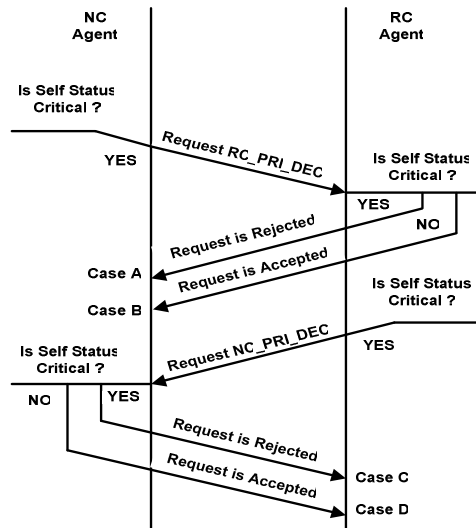 NC
Agent
RC
Agent
Is Self Status
Critical ?
YES
Request RC_PRI_DEC
Is Self Status
Critical ?
YES
NO
Request is Rejected
Case A
Request is Accepted
Case B
Is Self Status
Critical ?
YES
Request NC_PRI_DEC
Is Self Status
Critical ?
NO
YES
Request is Rejected
Case C
Request is Accepted
Case D